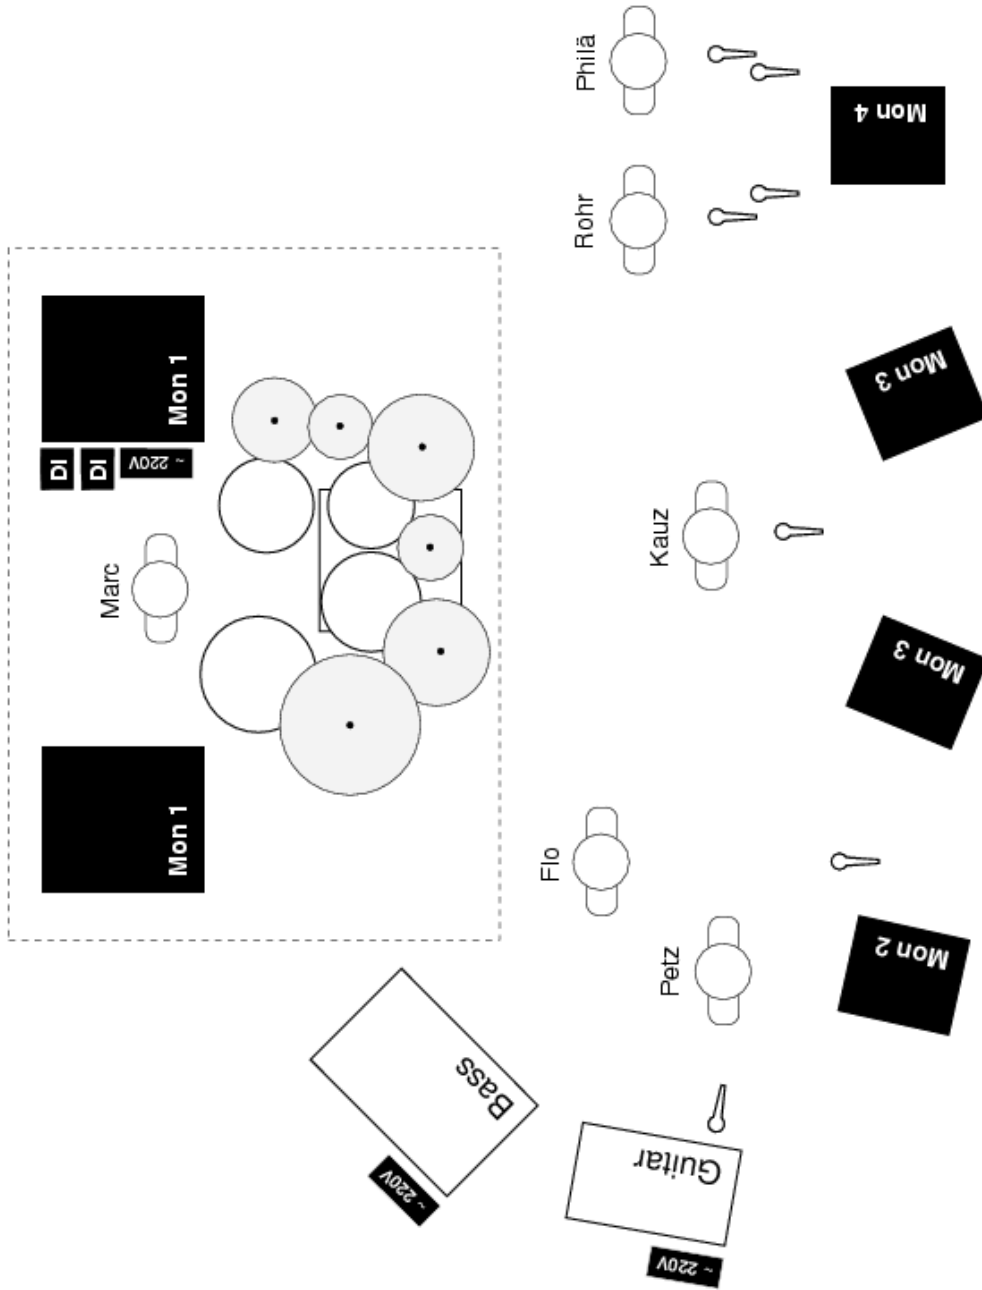 Philä
Mon 4
Rohr
Mon 1
Mon 3
DI
DI
~ 220V
Kauz
Marc
Mon 3
Mon 1
Flo
Petz
Mon 2
Bass
~ 220V
Guitar
~ 220V